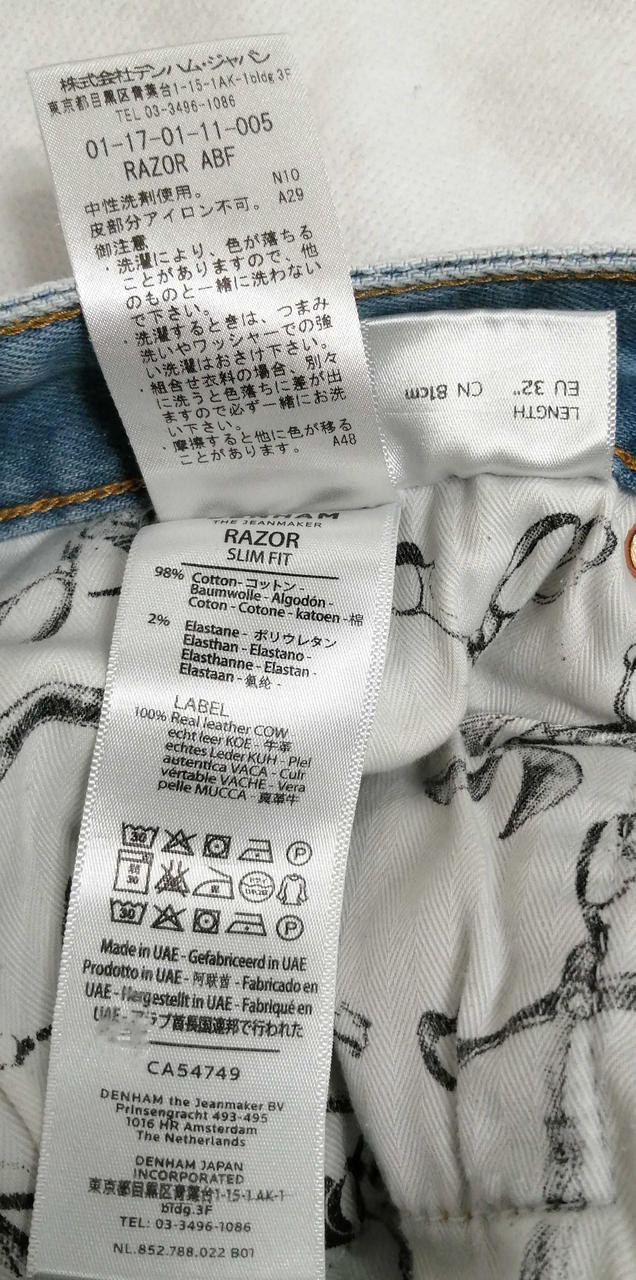 株式会社デンハム・ジャパン
東京都目黒区青葉台1-15-1AK-1bldg.3F
TEL 03-3496-1086
01-17-01-11-005
RAZOR ABF
中性洗剤使用。 N10
皮部分アイロン不可。 A29
御注意
・洗濯により、色が落ちる
ことがありますので、他
のものと一緒に洗わない
で下さい。
・洗濯するときは、つまみ
洗いやワッシャーでの強
い洗濯はおさけ下さい。
・組合せ衣料の場合、別々
に洗うと色落ちに差が出
ますので必ず一緒にお洗
い下さい。
・摩擦すると他に色が移る
ことがあります。 A48
LENGTH
EU 32" CN 81cm
DENHAM
THE JEANMAKER
RAZOR
SLIM FIT
98% Cotton- コットン -
Baumwolle - Algodón -
Coton - Cotone - katoen - 棉
2% Elastane - ポリウレタン
Elasthan - Elastano -
Elasthanne - Elastan -
Elastaan - 氨纶 -
LABEL
100% Real leather COW
echt leer KOE - 牛革
echtes Leder KUH - Piel
autentica VACA - Cuir
vértable VACHE - Vera
pelle MUCCA - 真革牛
30 P
30
30 P
Made in UAE - Gefabriceerd in UAE
Prodotto in UAE - 阿联酋 - Fabricado en
UAE - Hergestellt in UAE - Fabriqué en
UAE - アラブ首長国連邦で行われた
CA54749
DENHAM the Jeanmaker BV
Prinsengracht 493-495
1016 HR Amsterdam
The Netherlands
DENHAM JAPAN
INCORPORATED
東京都目黒区青葉台1-15-1.AK-1
bldg.3F
TEL: 03-3496-1086
NL.852.788.022 B01